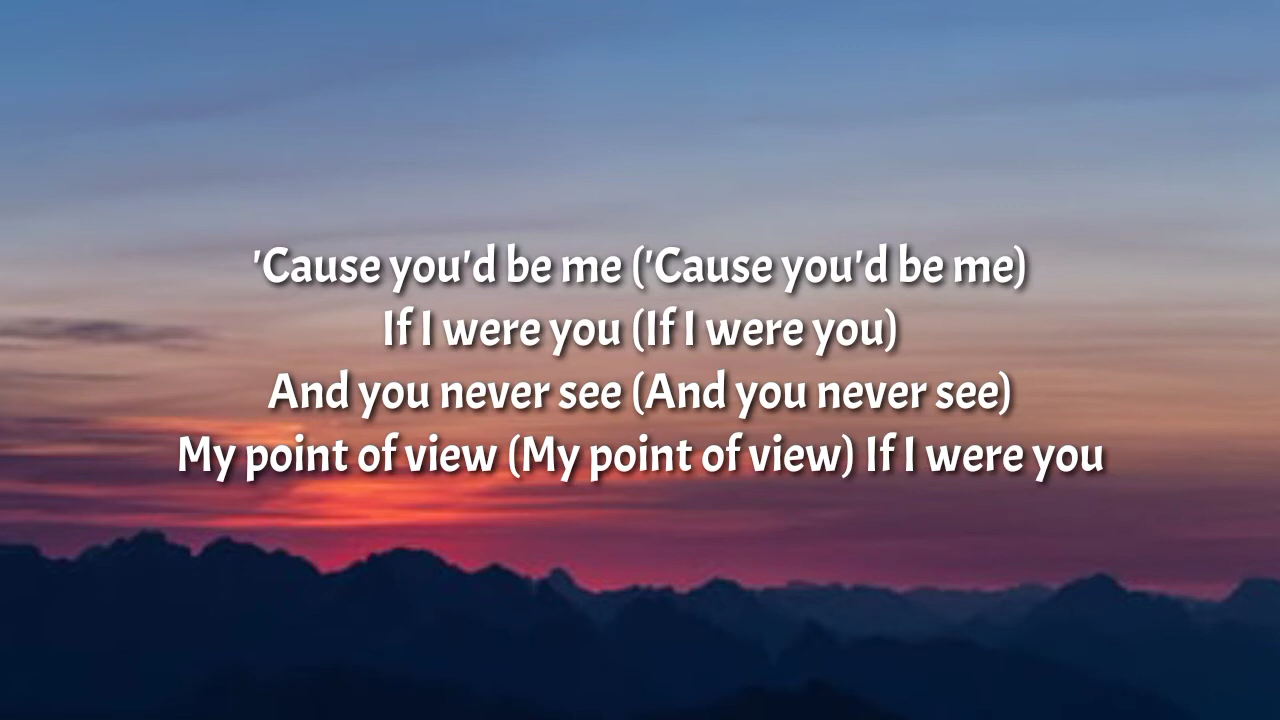 'Cause you'd be me ('Cause you'd be me)
If I were you (If I were you)
And you never see (And you never see)
My point of view (My point of view) If I were you